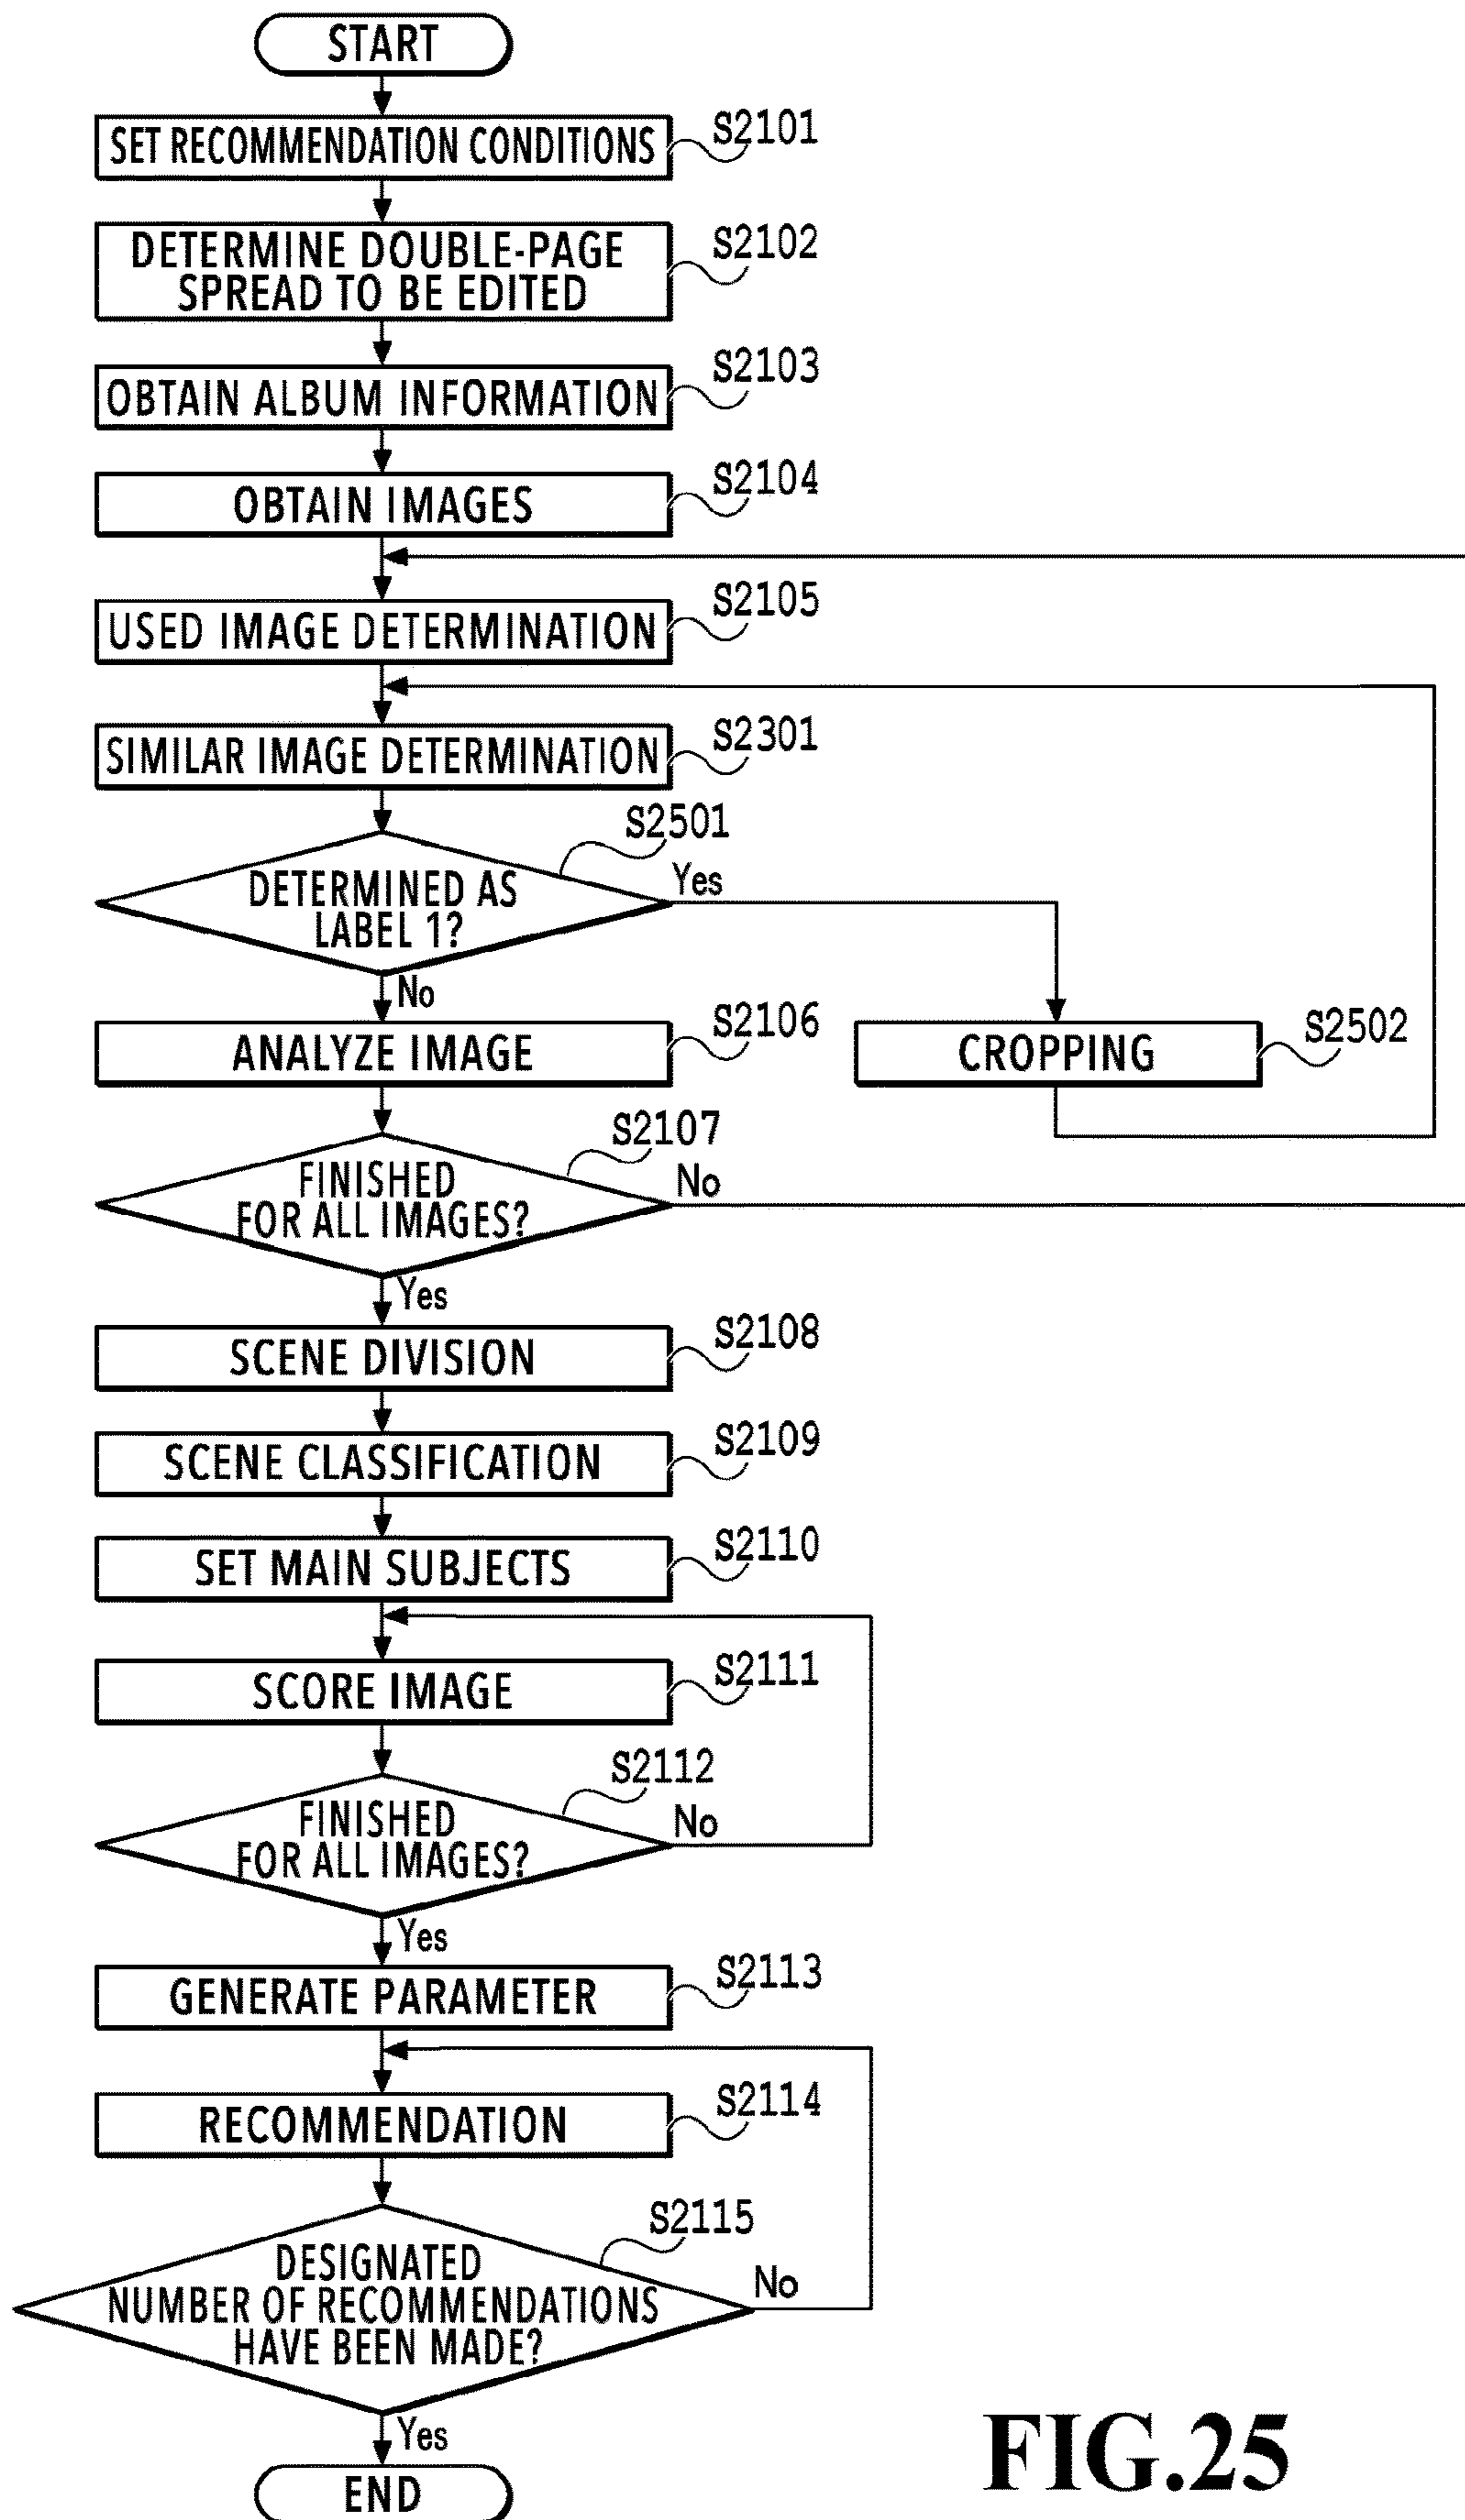 START
SET RECOMMENDATION CONDITIONS
S2101
DETERMINE DOUBLE-PAGE
SPREAD TO BE EDITED
S2102
OBTAIN ALBUM INFORMATION
S2103
OBTAIN IMAGES
S2104
USED IMAGE DETERMINATION
S2105
SIMILAR IMAGE DETERMINATION
S2301
S2501
DETERMINED AS
LABEL 1?
Yes
No
ANALYZE IMAGE
S2106
CROPPING
S2502
S2107
FINISHED
FOR ALL IMAGES?
No
Yes
SCENE DIVISION
S2108
SCENE CLASSIFICATION
S2109
SET MAIN SUBJECTS
S2110
SCORE IMAGE
S2111
S2112
FINISHED
FOR ALL IMAGES?
No
Yes
GENERATE PARAMETER
S2113
RECOMMENDATION
S2114
S2115
DESIGNATED
NUMBER OF RECOMMENDATIONS
HAVE BEEN MADE?
No
Yes
END
FIG.25